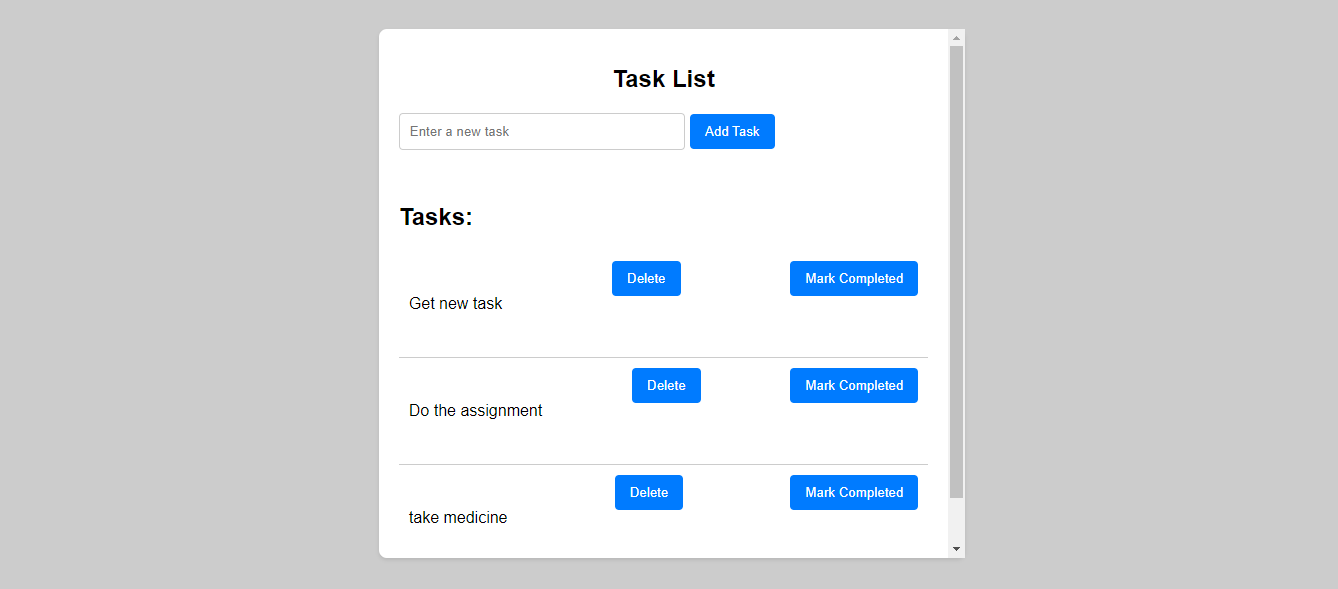 Task List
Enter a new task Add Task
Tasks:
Delete Mark Completed
Get new task
Delete Mark Completed
Do the assignment
Delete Mark Completed
take medicine